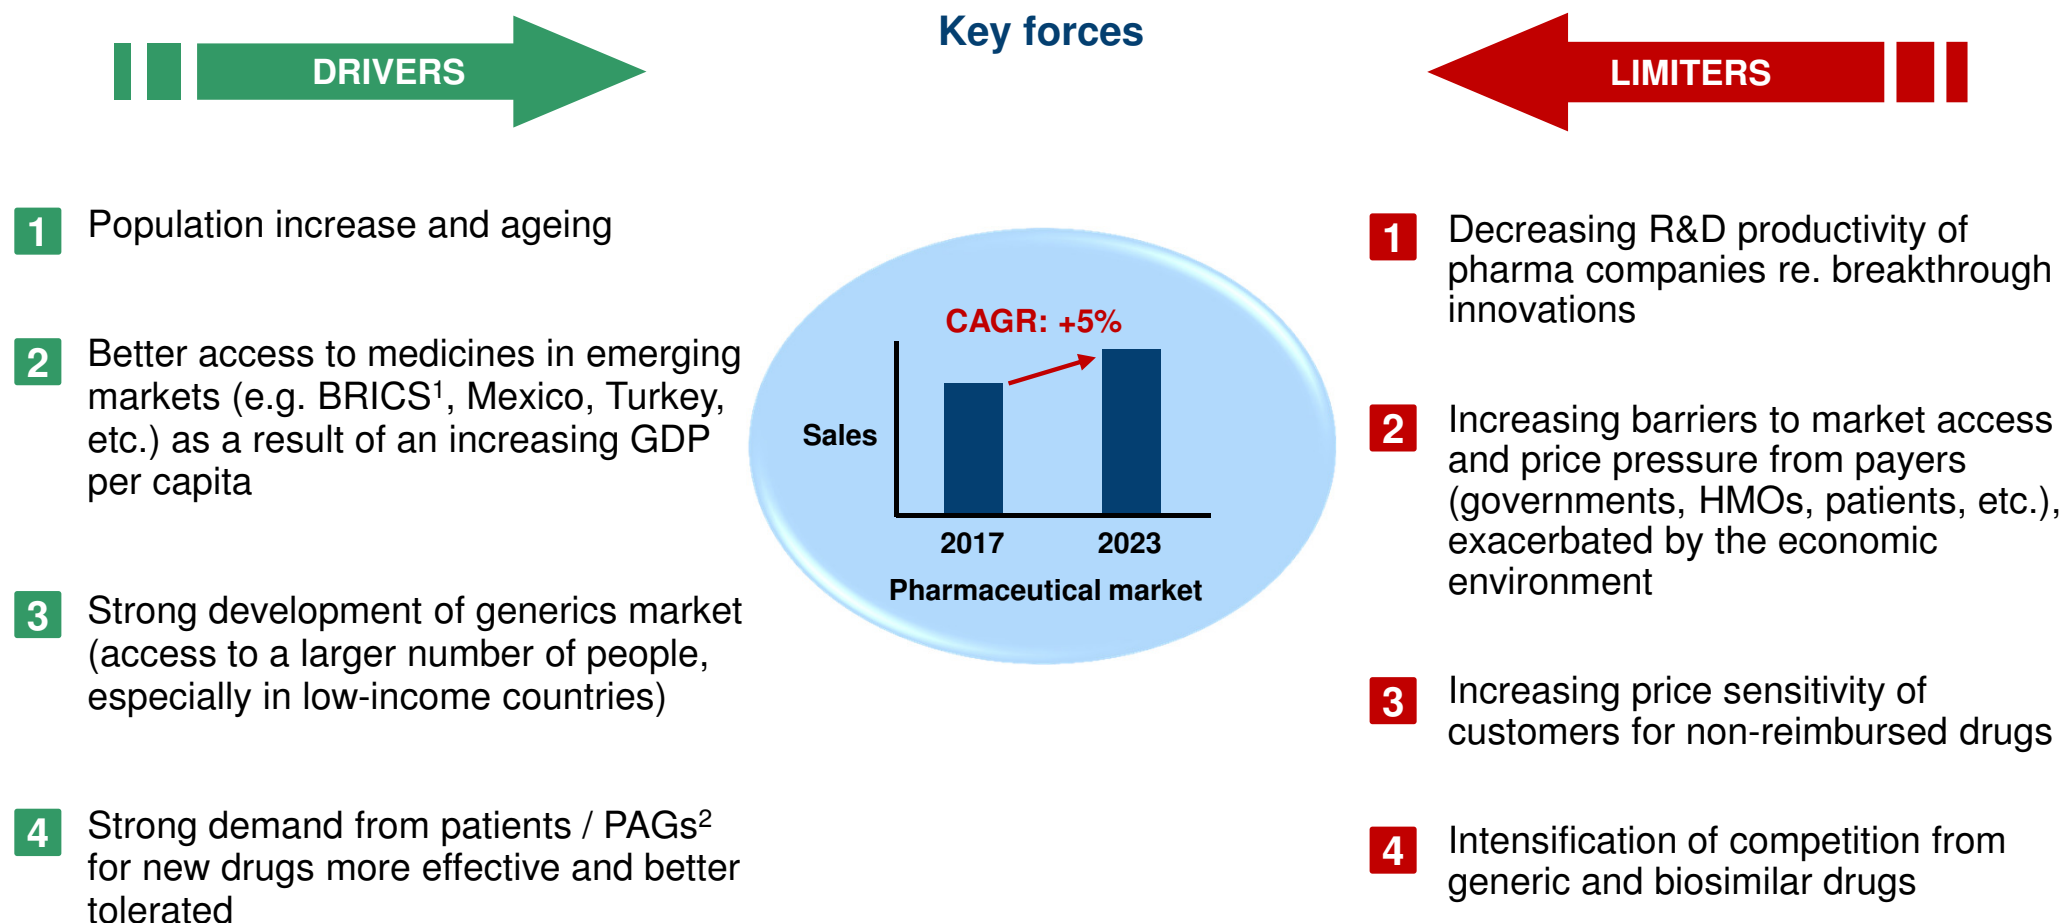 Key forces
DRIVERS
LIMITERS
1 Population increase and ageing
2 Better access to medicines in emerging
markets (e.g. BRICS¹, Mexico, Turkey,
etc.) as a result of an increasing GDP
per capita
3 Strong development of generics market
(access to a larger number of people,
especially in low-income countries)
4 Strong demand from patients / PAGs²
for new drugs more effective and better
tolerated
CAGR: +5%
Sales
2017 2023
Pharmaceutical market
1 Decreasing R&D productivity of
pharma companies re. breakthrough
innovations
2 Increasing barriers to market access
and price pressure from payers
(governments, HMOs, patients, etc.),
exacerbated by the economic
environment
3 Increasing price sensitivity of
customers for non-reimbursed drugs
4 Intensification of competition from
generic and biosimilar drugs